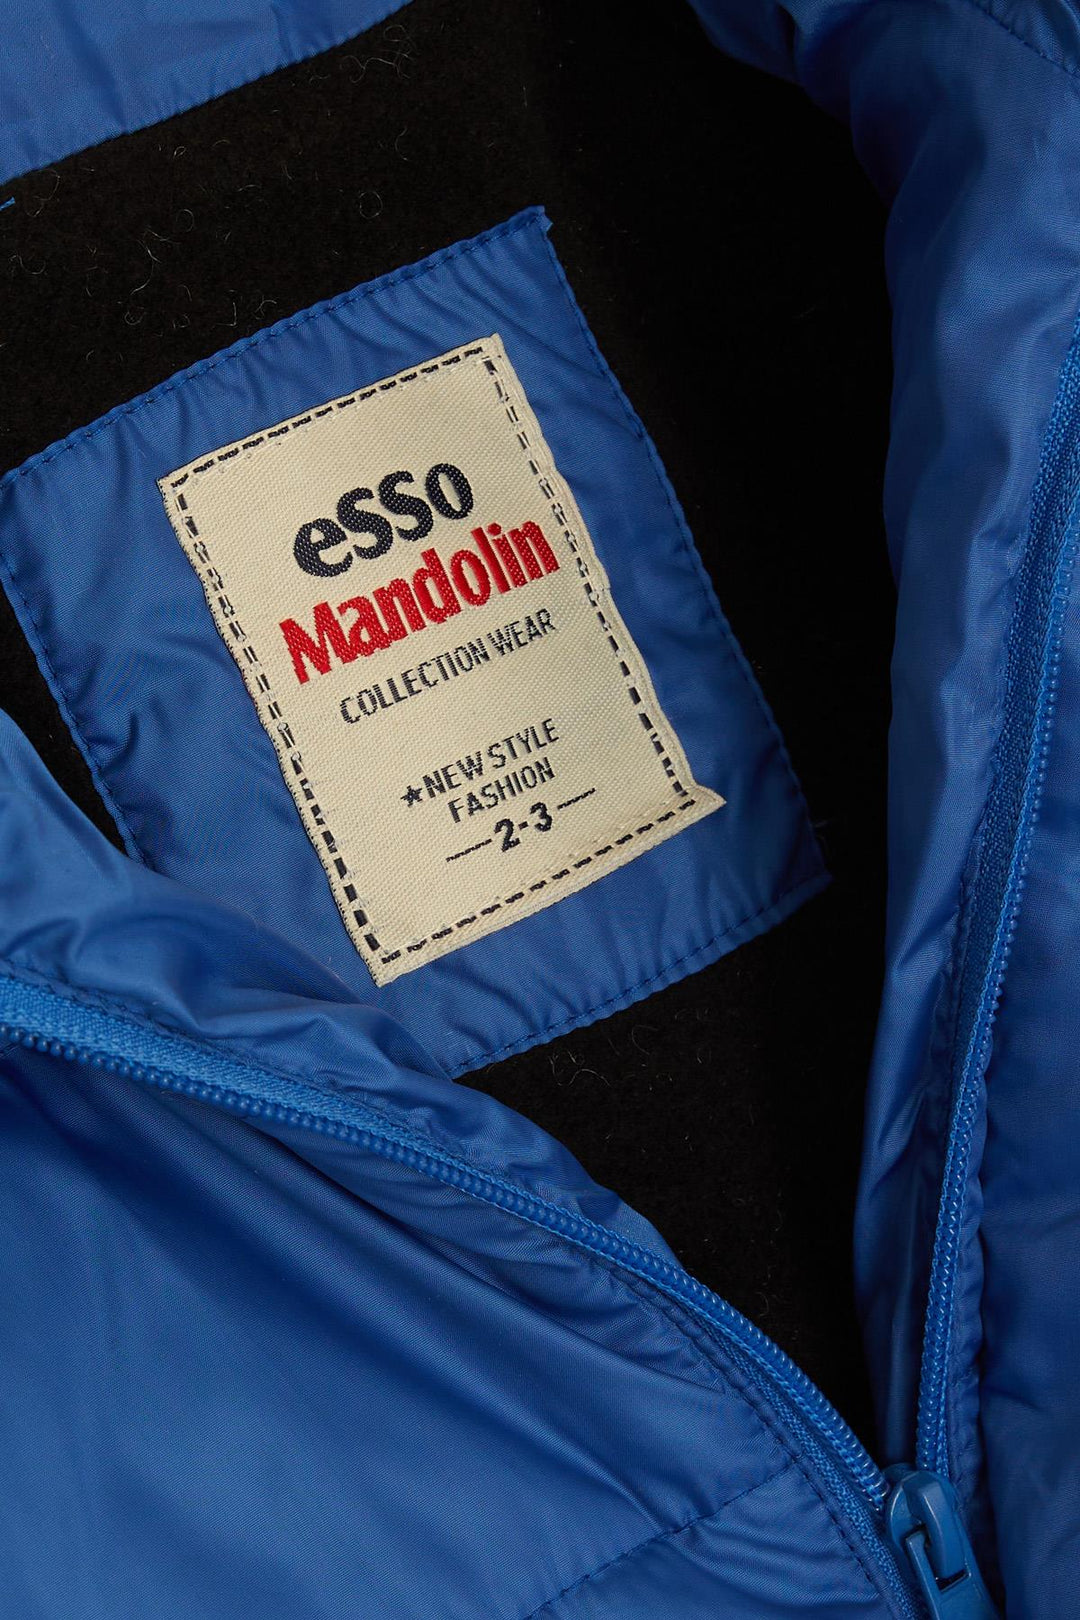 esso
Mandolin
COLLECTION WEAR
★NEW STYLE
FASHION
2-3